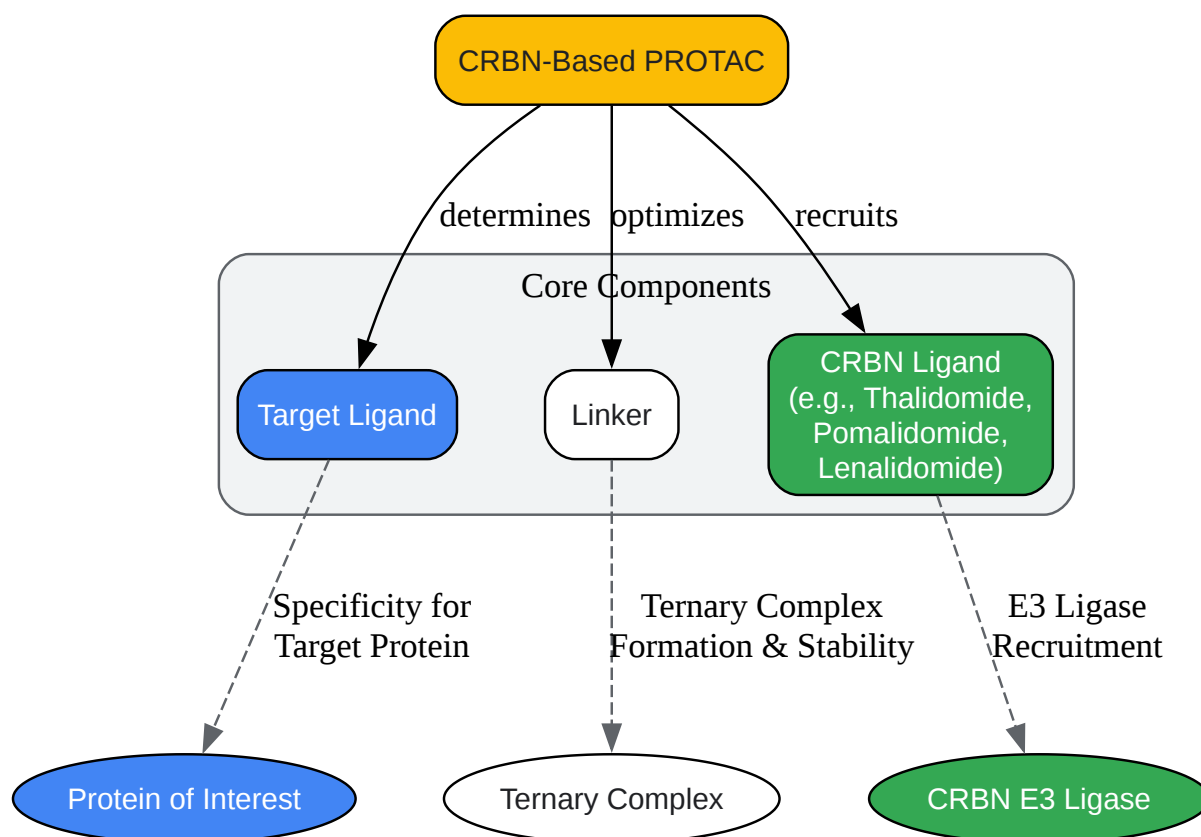 CRBN-Based PROTAC
determines
optimizes
recruits
Core Components
Target Ligand
Linker
CRBN Ligand
(e.g., Thalidomide,
Pomalidomide,
Lenalidomide)
Specificity for
Target Protein
Ternary Complex
Formation & Stability
E3 Ligase
Recruitment
Protein of Interest
Ternary Complex
CRBN E3 Ligase